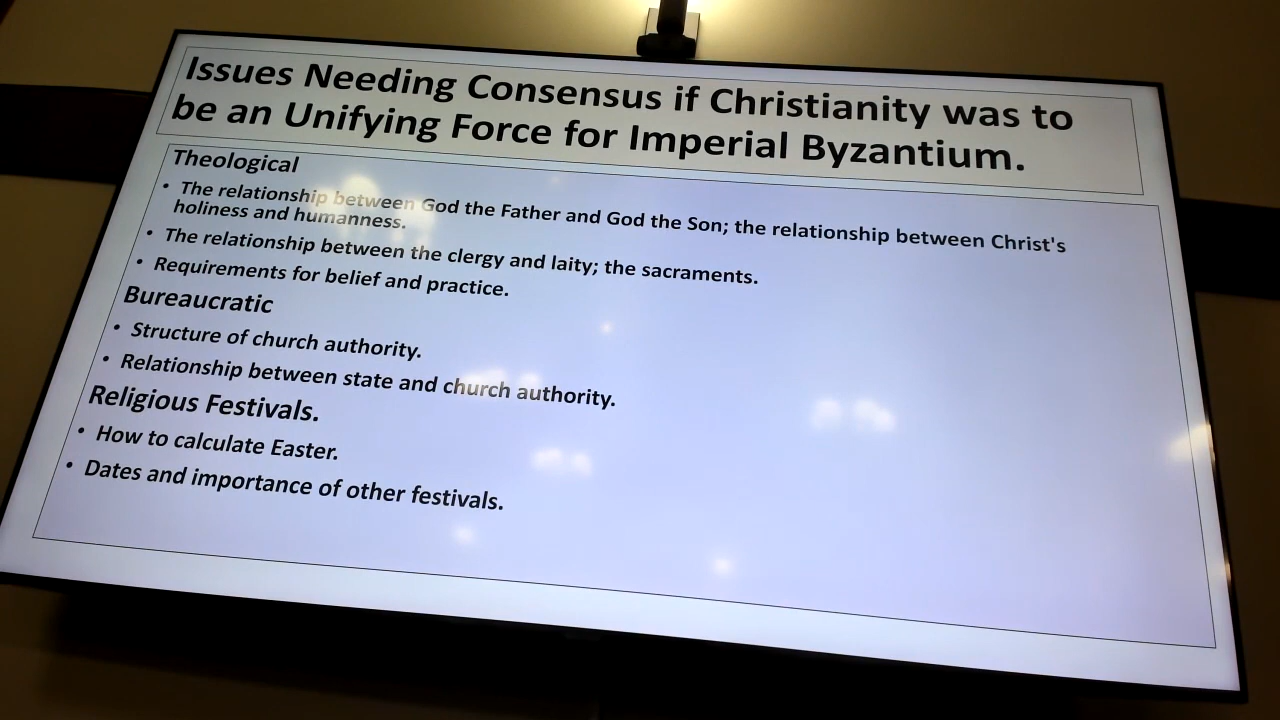 Issues Needing Consensus if Christianity was to
be an Unifying Force for Imperial Byzantium.
Theological
• The relationship between God the Father and God the Son; the relationship between Christ's
holiness and humanness.
• The relationship between the clergy and laity; the sacraments.
• Requirements for belief and practice.
Bureaucratic
• Structure of church authority.
• Relationship between state and church authority.
Religious Festivals.
• How to calculate Easter.
• Dates and importance of other festivals.